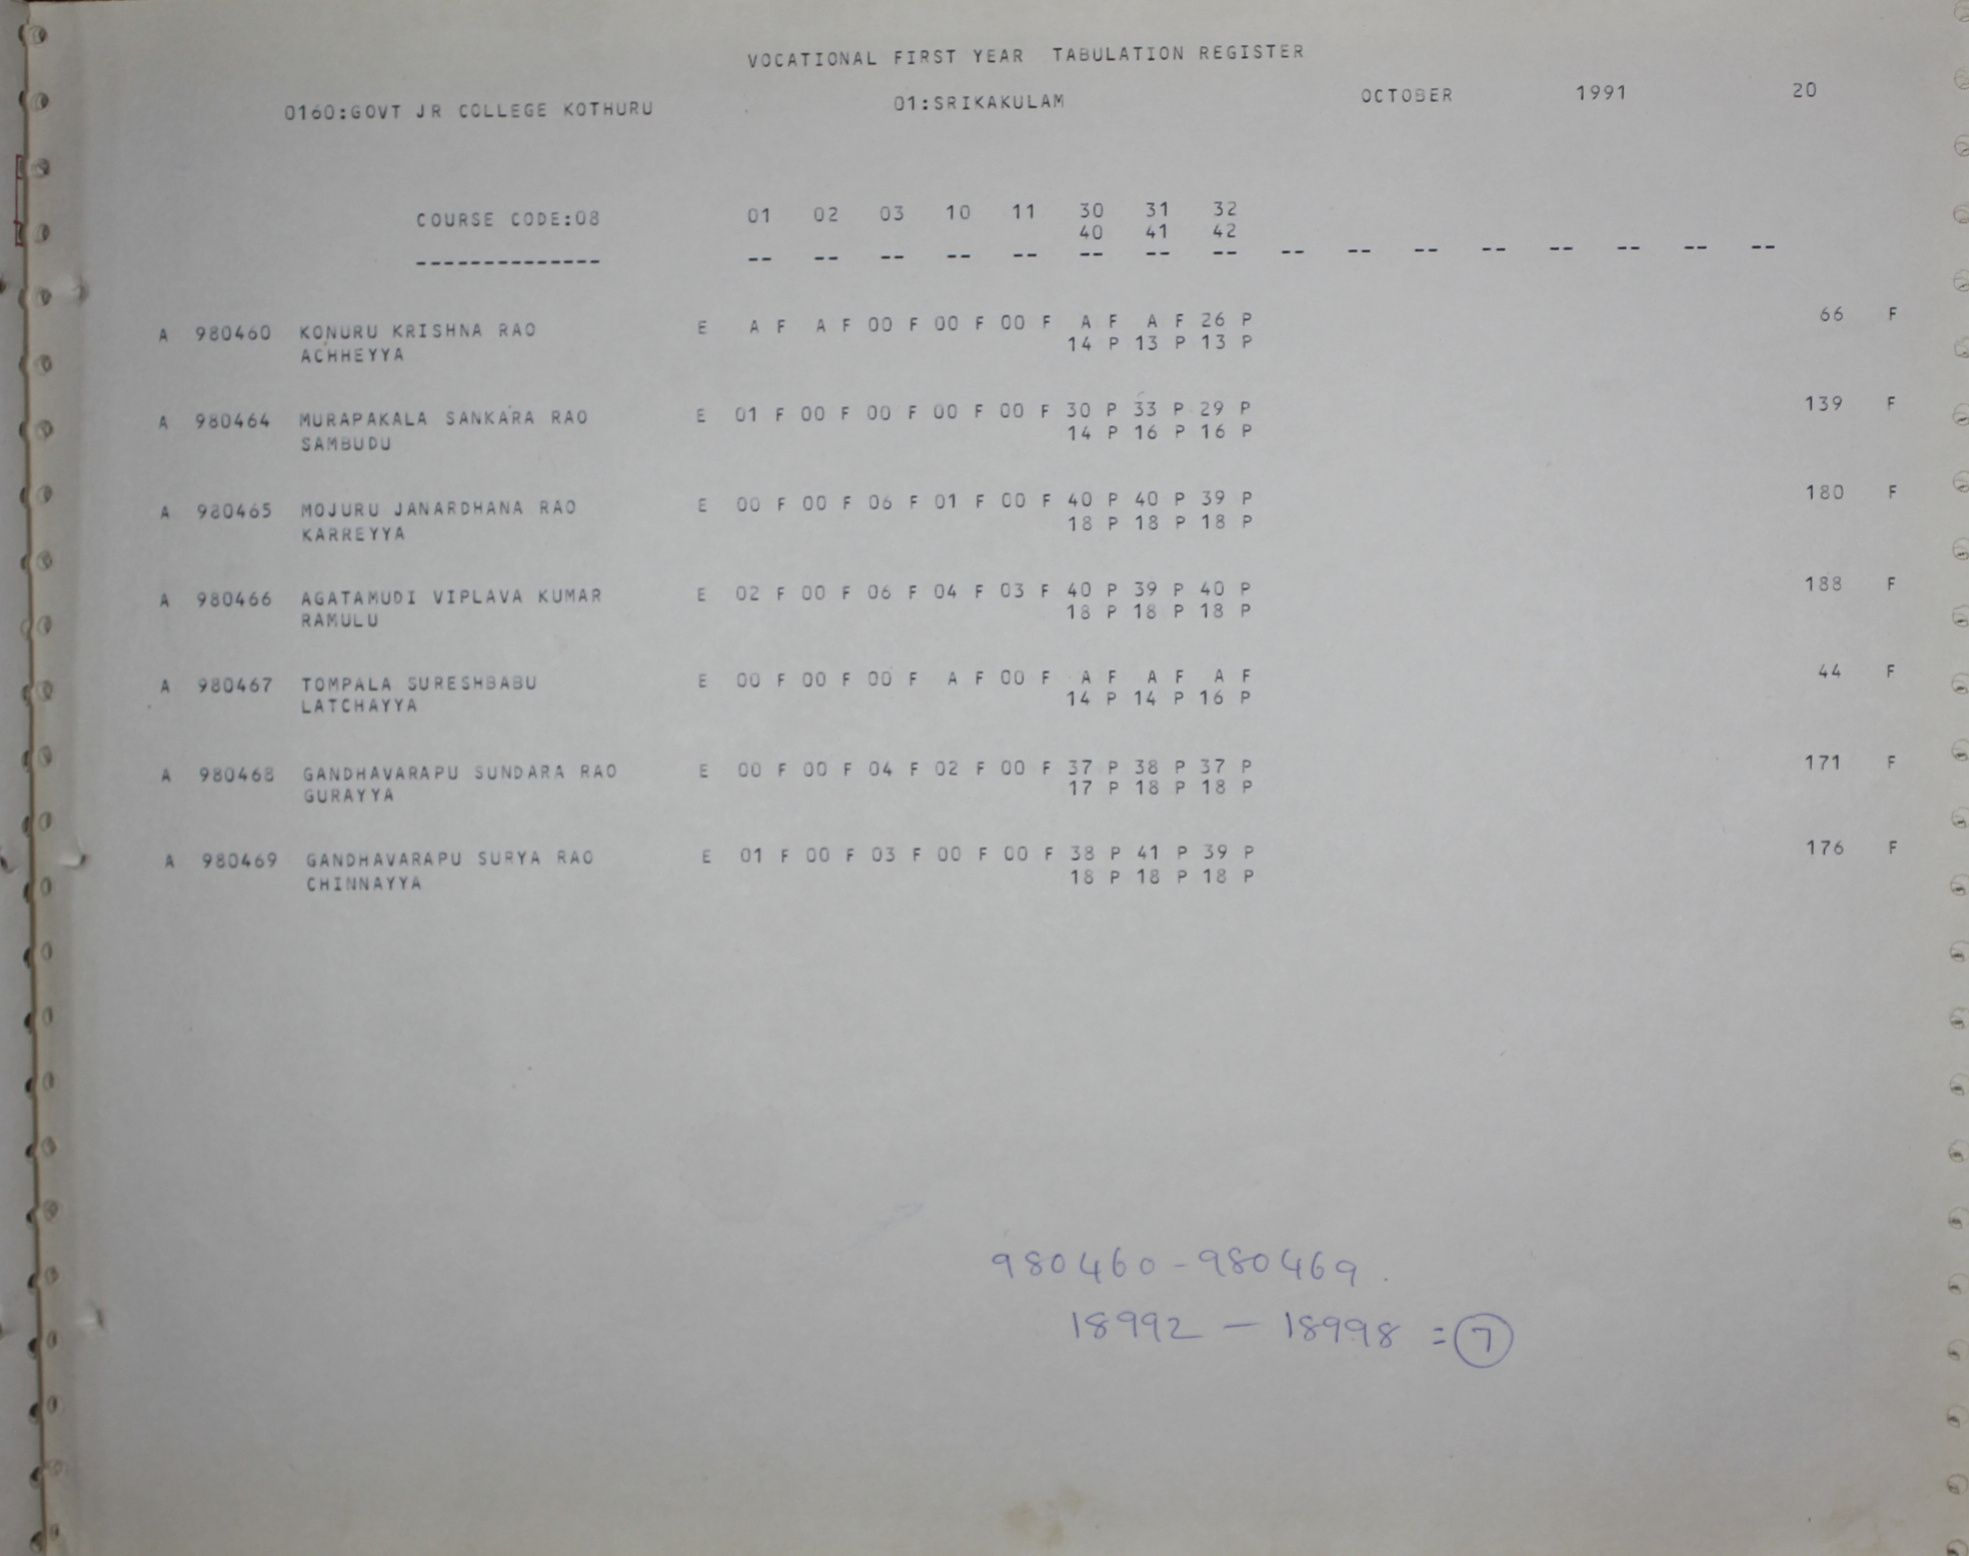 VOCATIONAL FIRST YEAR TABULATION REGISTER
0160:GOVT JR COLLEGE KOTHURU 01:SRIKAKULAM OCTOBER 1991 20
COURSE CODE:08 01 02 03 10 11 30 31 32
40 41 42
-------------- -- -- -- -- -- -- -- -- -- -- -- -- -- -- -- --
A 980460 KONURU KRISHNA RAO E A F A F 00 F 00 F 00 F A F A F 26 P 66 F
ACHHEYYA 14 P 13 P 13 P
A 980464 MURAPAKALA SANKARA RAO E 01 F 00 F 00 F 00 F 00 F 30 P 33 P 29 P 139 F
SAMBUDU 14 P 16 P 16 P
A 980465 MOJURU JANARDHANA RAO E 00 F 00 F 06 F 01 F 00 F 40 P 40 P 39 P 180 F
KARREYYA 18 P 18 P 18 P
A 980466 AGATAMUDI VIPLAVA KUMAR E 02 F 00 F 06 F 04 F 03 F 40 P 39 P 40 P 188 F
RAMULU 18 P 18 P 18 P
A 980467 TOMPALA SURESHBABU E 00 F 00 F 00 F A F 00 F A F A F A F 44 F
LATCHAYYA 14 P 14 P 16 P
A 980468 GANDHAVARAPU SUNDARA RAO E 00 F 00 F 04 F 02 F 00 F 37 P 38 P 37 P 171 F
GURAYYA 17 P 18 P 18 P
A 980469 GANDHAVARAPU SURYA RAO E 01 F 00 F 03 F 00 F 00 F 38 P 41 P 39 P 176 F
CHINNAYYA 18 P 18 P 18 P
980460-980469.
18992 - 18998 = 7